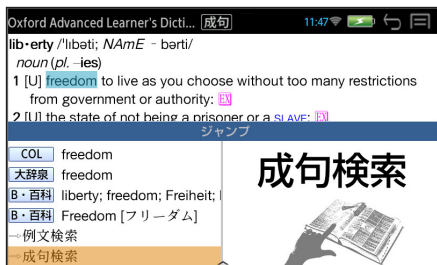 Oxford Advanced Learner's Dicti... 成句 11:47
lib·erty /ˈlɪbəti; NAmE -bərti/
noun (pl. -ies)
1 [U] freedom to live as you choose without too many restrictions
from government or authority: EX
2 [U] the state of not being a prisoner or a SLAVE: EX
ジャンプ
COL freedom
大辞泉 freedom
B・百科 liberty; freedom; Freiheit; l
B・百科 Freedom [フリーダム]
→例文検索
→成句検索
成句検索